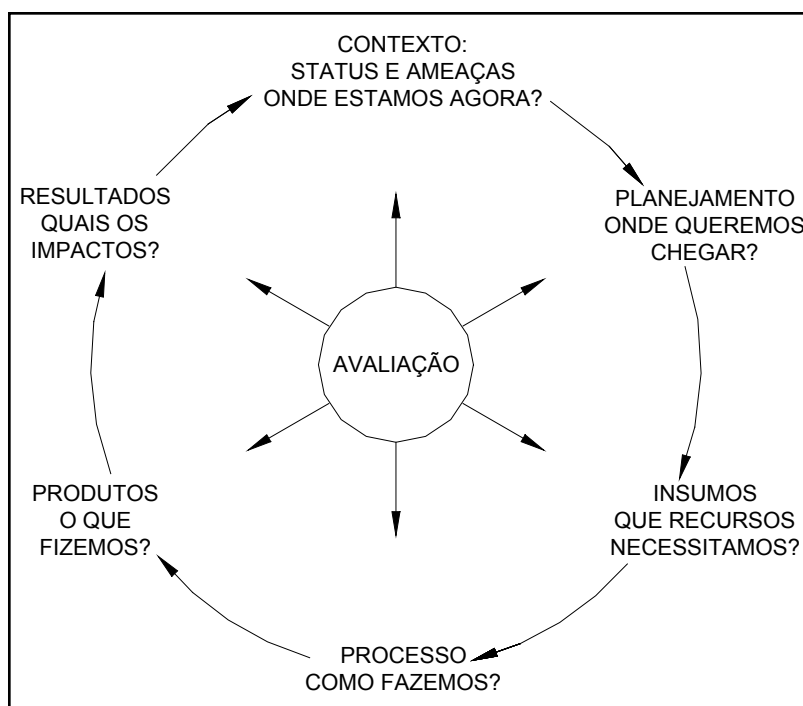 CONTEXTO:
STATUS E AMEAÇAS
ONDE ESTAMOS AGORA?
PLANEJAMENTO
ONDE QUEREMOS
CHEGAR?
INSUMOS
QUE RECURSOS
NECESSITAMOS?
PROCESSO
COMO FAZEMOS?
PRODUTOS
O QUE
FIZEMOS?
RESULTADOS
QUAIS OS
IMPACTOS?
AVALIAÇÃO